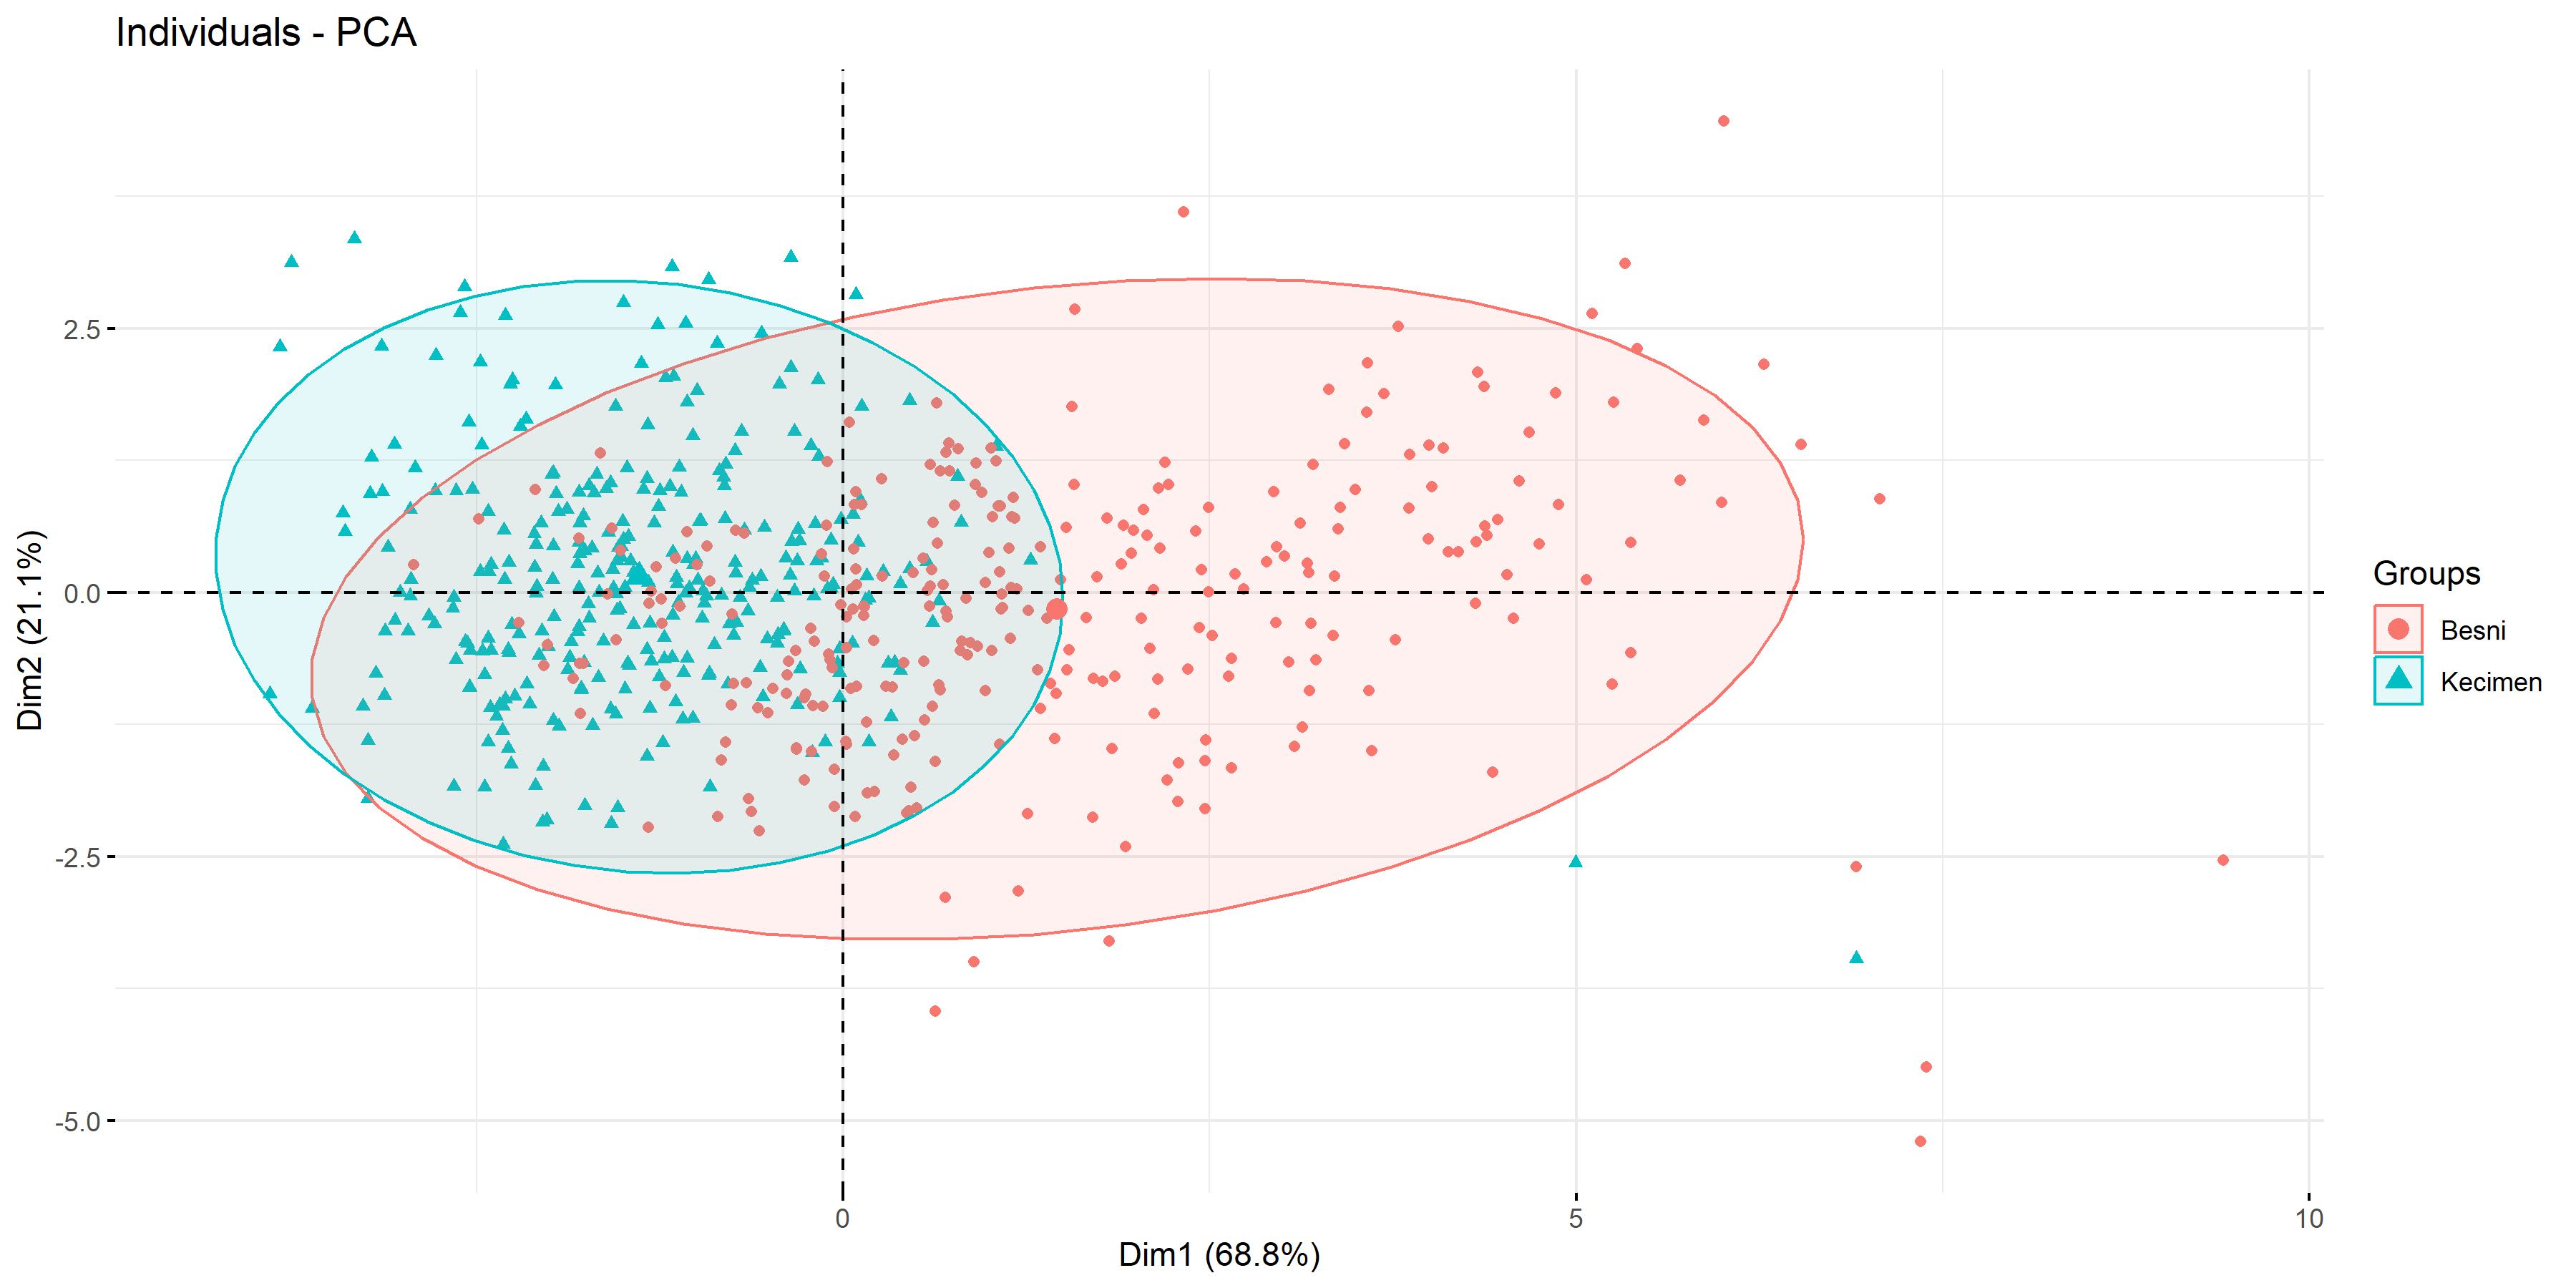 Individuals - PCA
2.5
0.0
-2.5
-5.0
Dim2 (21.1%)
0
5
10
Dim1 (68.8%)
Groups
Besni
Kecimen